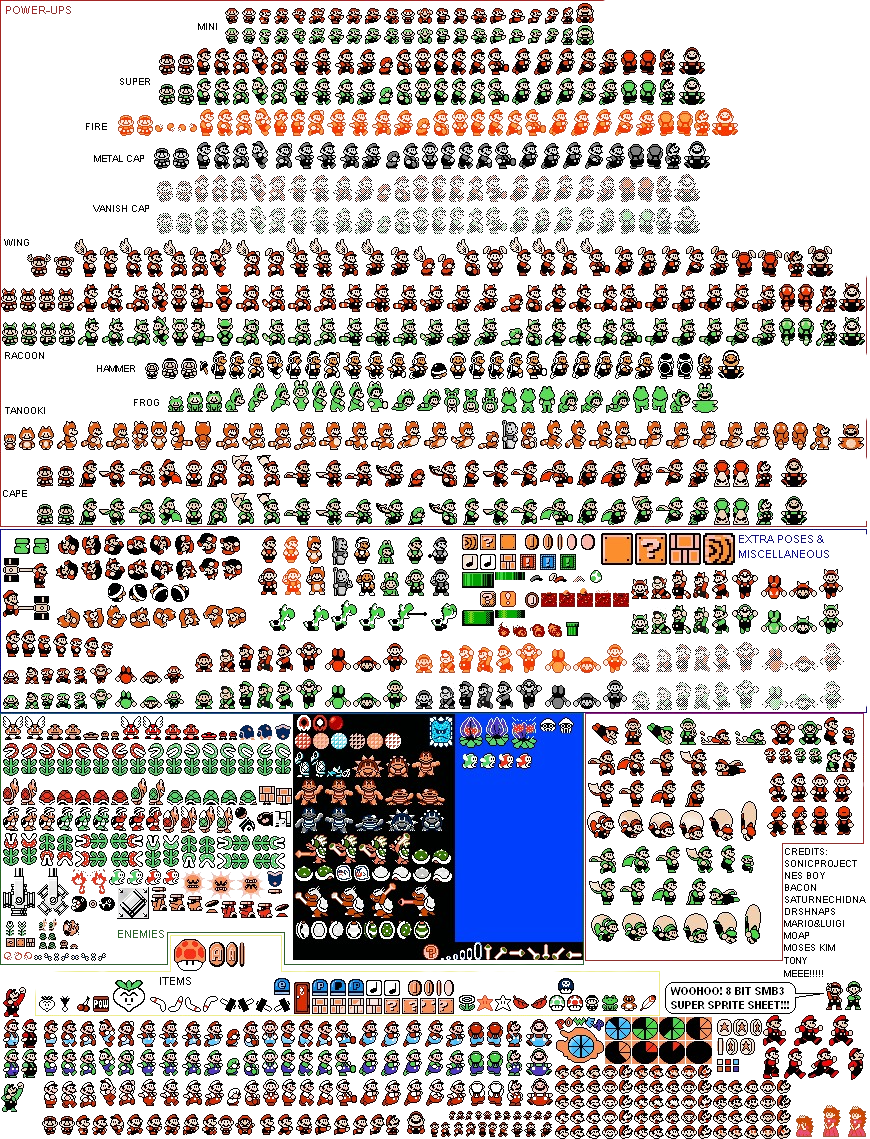 POWER-UPS
MINI
SUPER
FIRE
METAL CAP
VANISH CAP
WING
RACOON
HAMMER
FROG
TANOOKI
CAPE
EXTRA POSES &
MISCELLANEOUS
CREDITS:
SONICPROJECT
NES BOY
BACON
SATURNECHIDNA
DRSHNAPS
MARIO&LUIGI
MOAP
MOSES KIM
TONY
MEEE!!!!!
ENEMIES
ITEMS
POW
P P P
WOOHOO! 8 BIT SMB3
SUPER SPRITE SHEET!!!
POWER